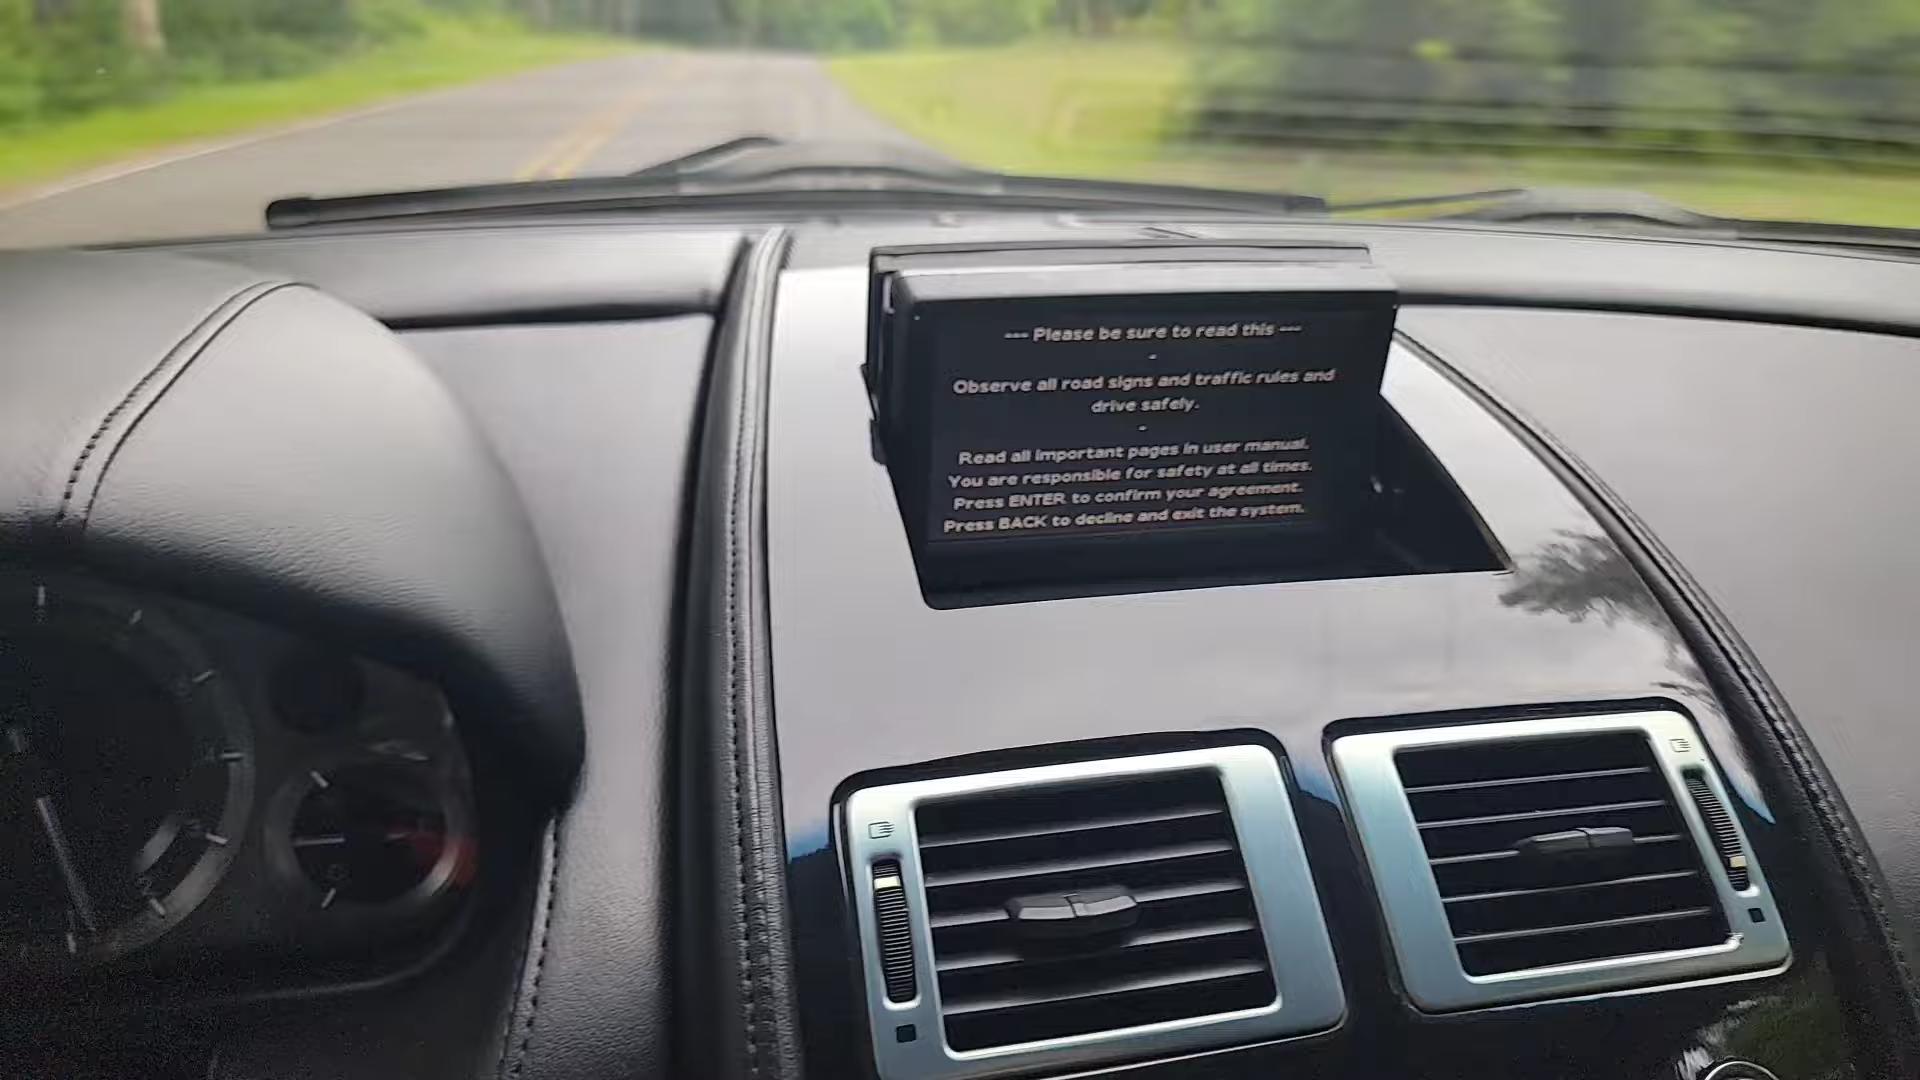 --- Please be sure to read this ---
-
Observe all road signs and traffic rules and
drive safely.
-
Read all important pages in user manual.
You are responsible for safety at all times.
Press ENTER to confirm your agreement.
Press BACK to decline and exit the system.